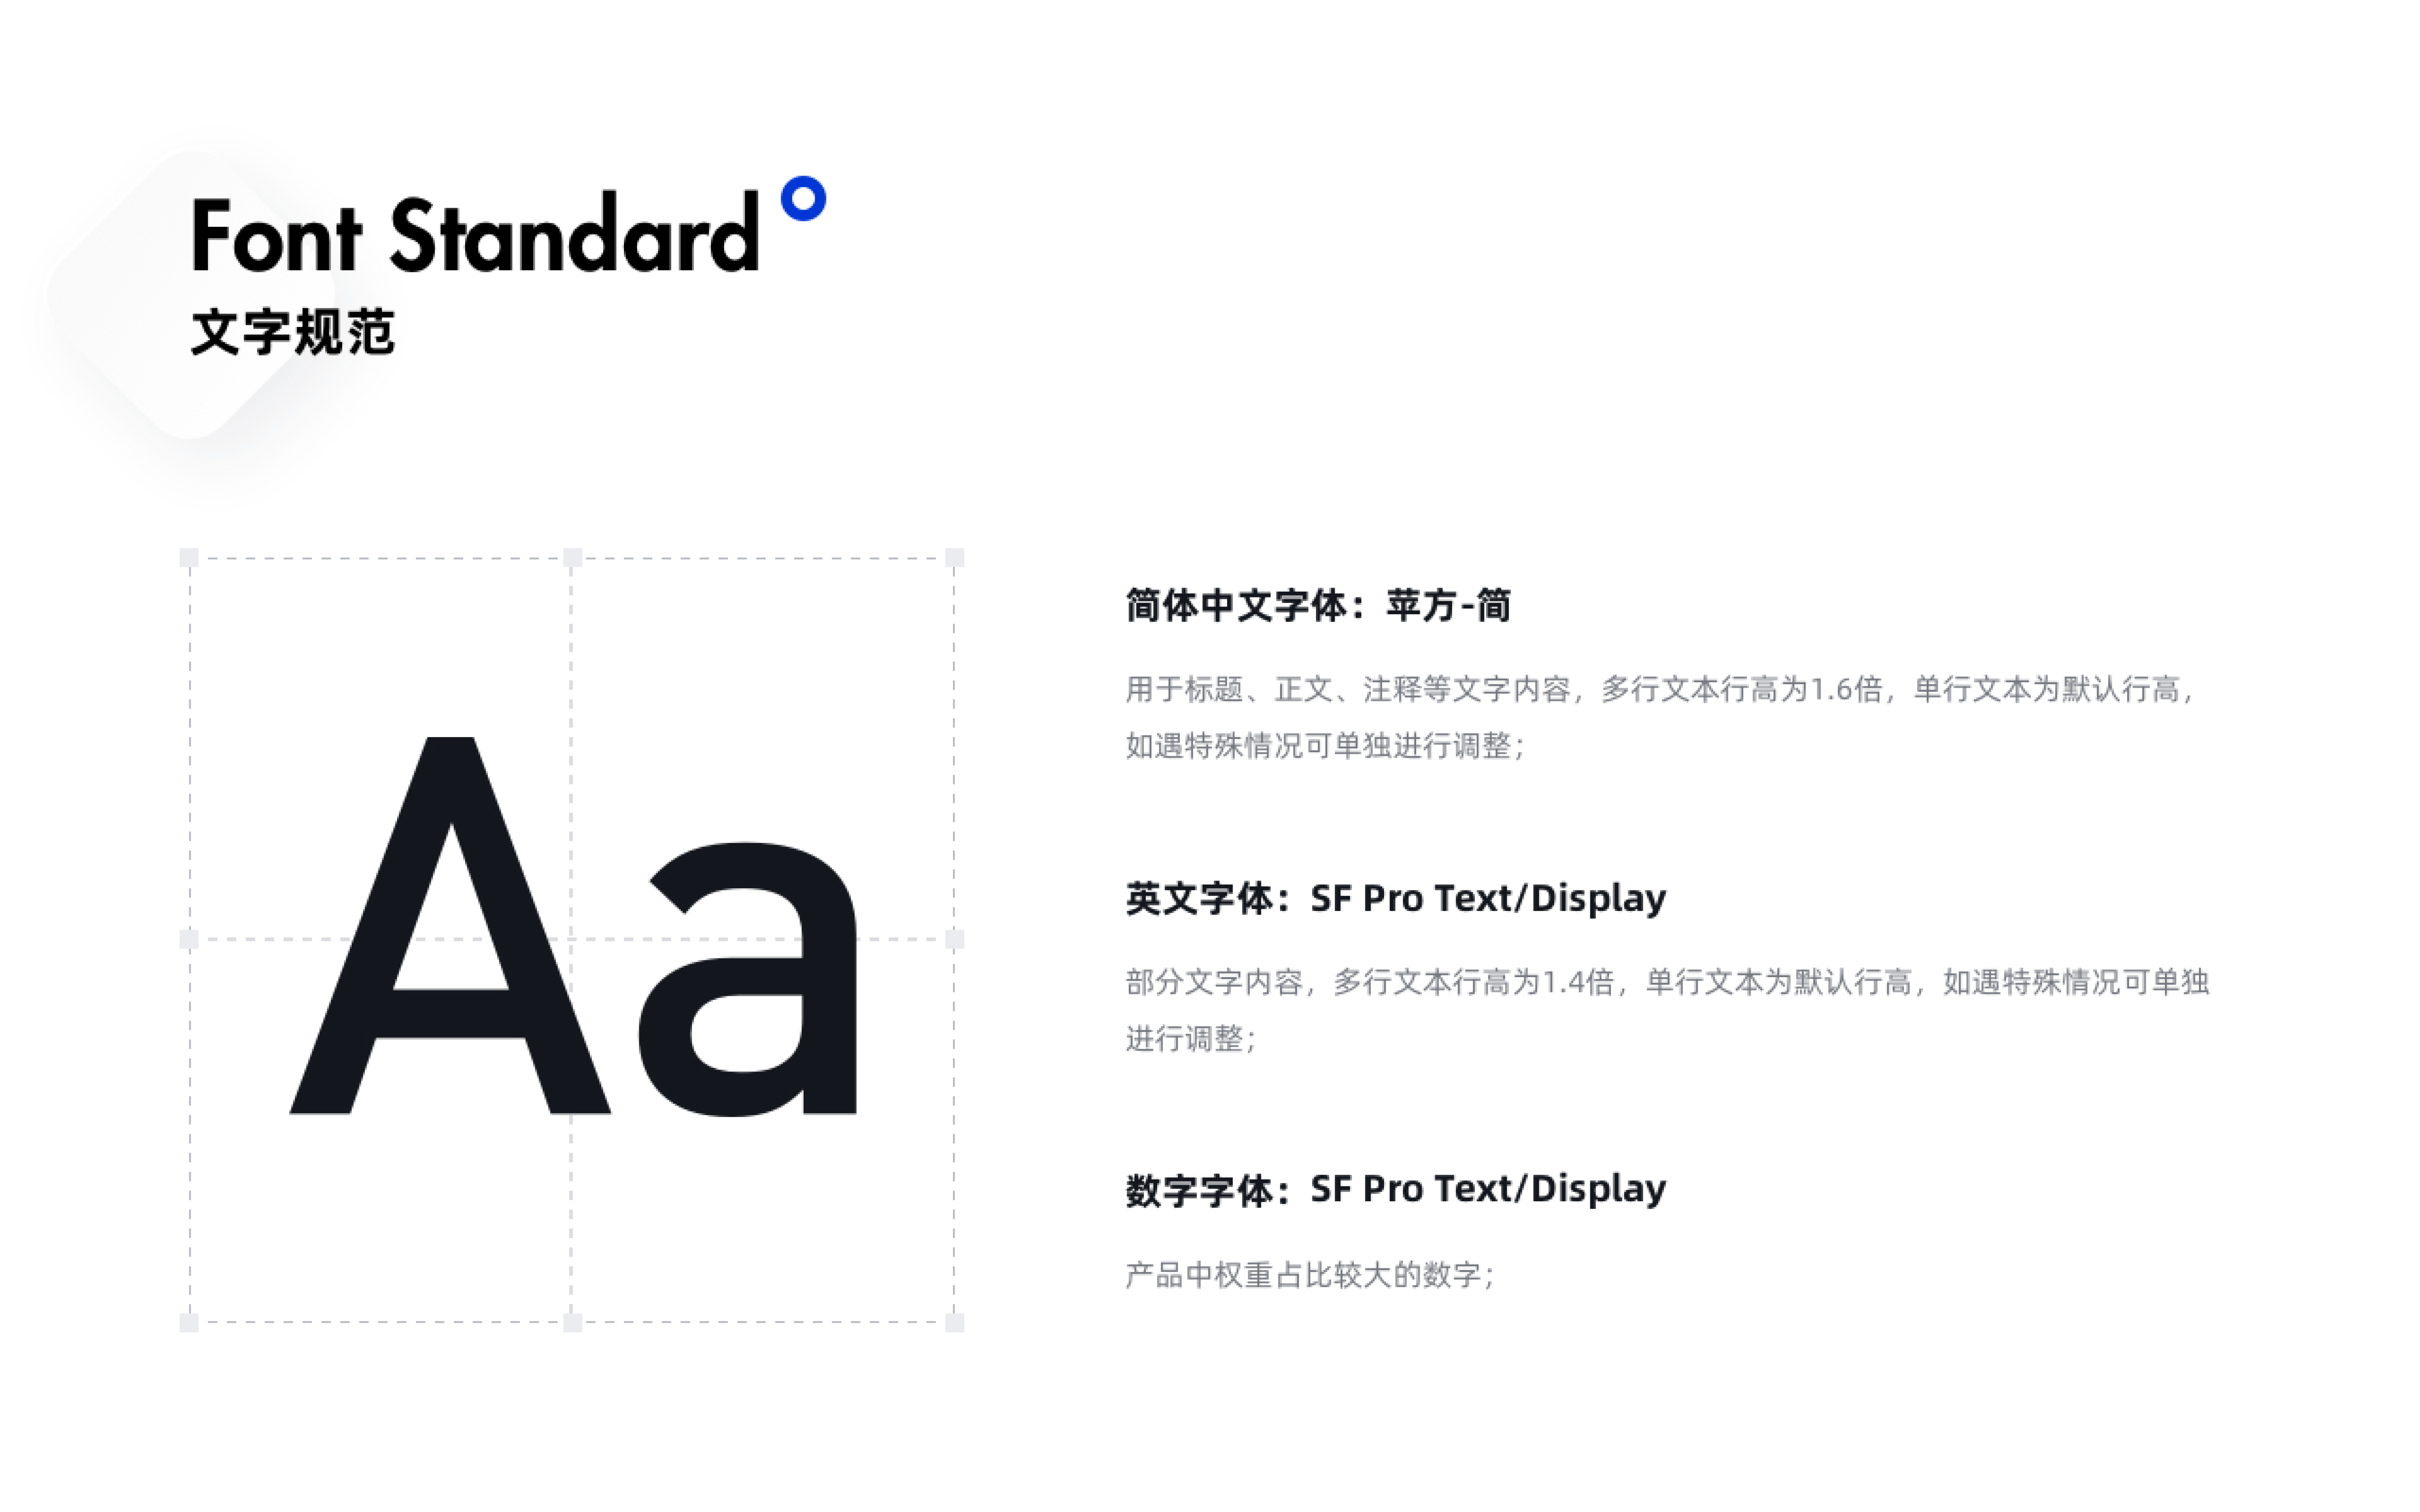 Font Standard
文字规范
Aa
简体中文字体：苹方-简
用于标题、正文、注释等文字内容，多行文本行高为1.6倍，单行文本为默认行高，
如遇特殊情况可单独进行调整；
英文字体：SF Pro Text/Display
部分文字内容，多行文本行高为1.4倍，单行文本为默认行高，如遇特殊情况可单独
进行调整；
数字字体：SF Pro Text/Display
产品中权重占比较大的数字；